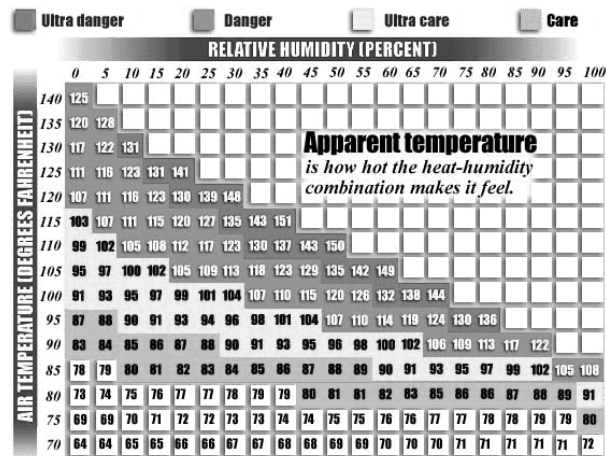 Ultra danger Danger Ultra care Care
RELATIVE HUMIDITY (PERCENT)
0 5 10 15 20 25 30 35 40 45 50 55 60 65 70 75 80 85 90 95 100
AIR TEMPERATURE (DEGREES FAHRENHEIT)
140 125
135 120 128
130 117 122 131
Apparent temperature
is how hot the heat-humidity
combination makes it feel.
125 111 116 123 131 141
120 107 111 116 123 130 139 148
115 103 107 111 115 120 127 135 143 151
110 99 102 105 108 112 117 123 130 137 143 150
105 95 97 100 102 105 109 113 118 123 129 135 142 149
100 91 93 95 97 99 101 104 107 110 115 120 126 132 138 144
95 87 88 90 91 93 94 96 98 101 104 107 110 114 119 124 130 136
90 83 84 85 86 87 88 90 91 93 95 96 98 100 102 106 109 113 117 122
85 78 79 80 81 82 83 84 85 86 87 88 89 90 91 93 95 97 99 102 105 108
80 73 74 75 76 77 77 78 79 79 80 81 81 82 83 85 86 86 87 88 89 91
75 69 69 70 71 72 72 73 73 74 74 75 75 76 76 77 77 78 78 79 79 80
70 64 64 65 65 66 66 67 67 68 68 69 69 70 70 70 70 71 71 71 71 72